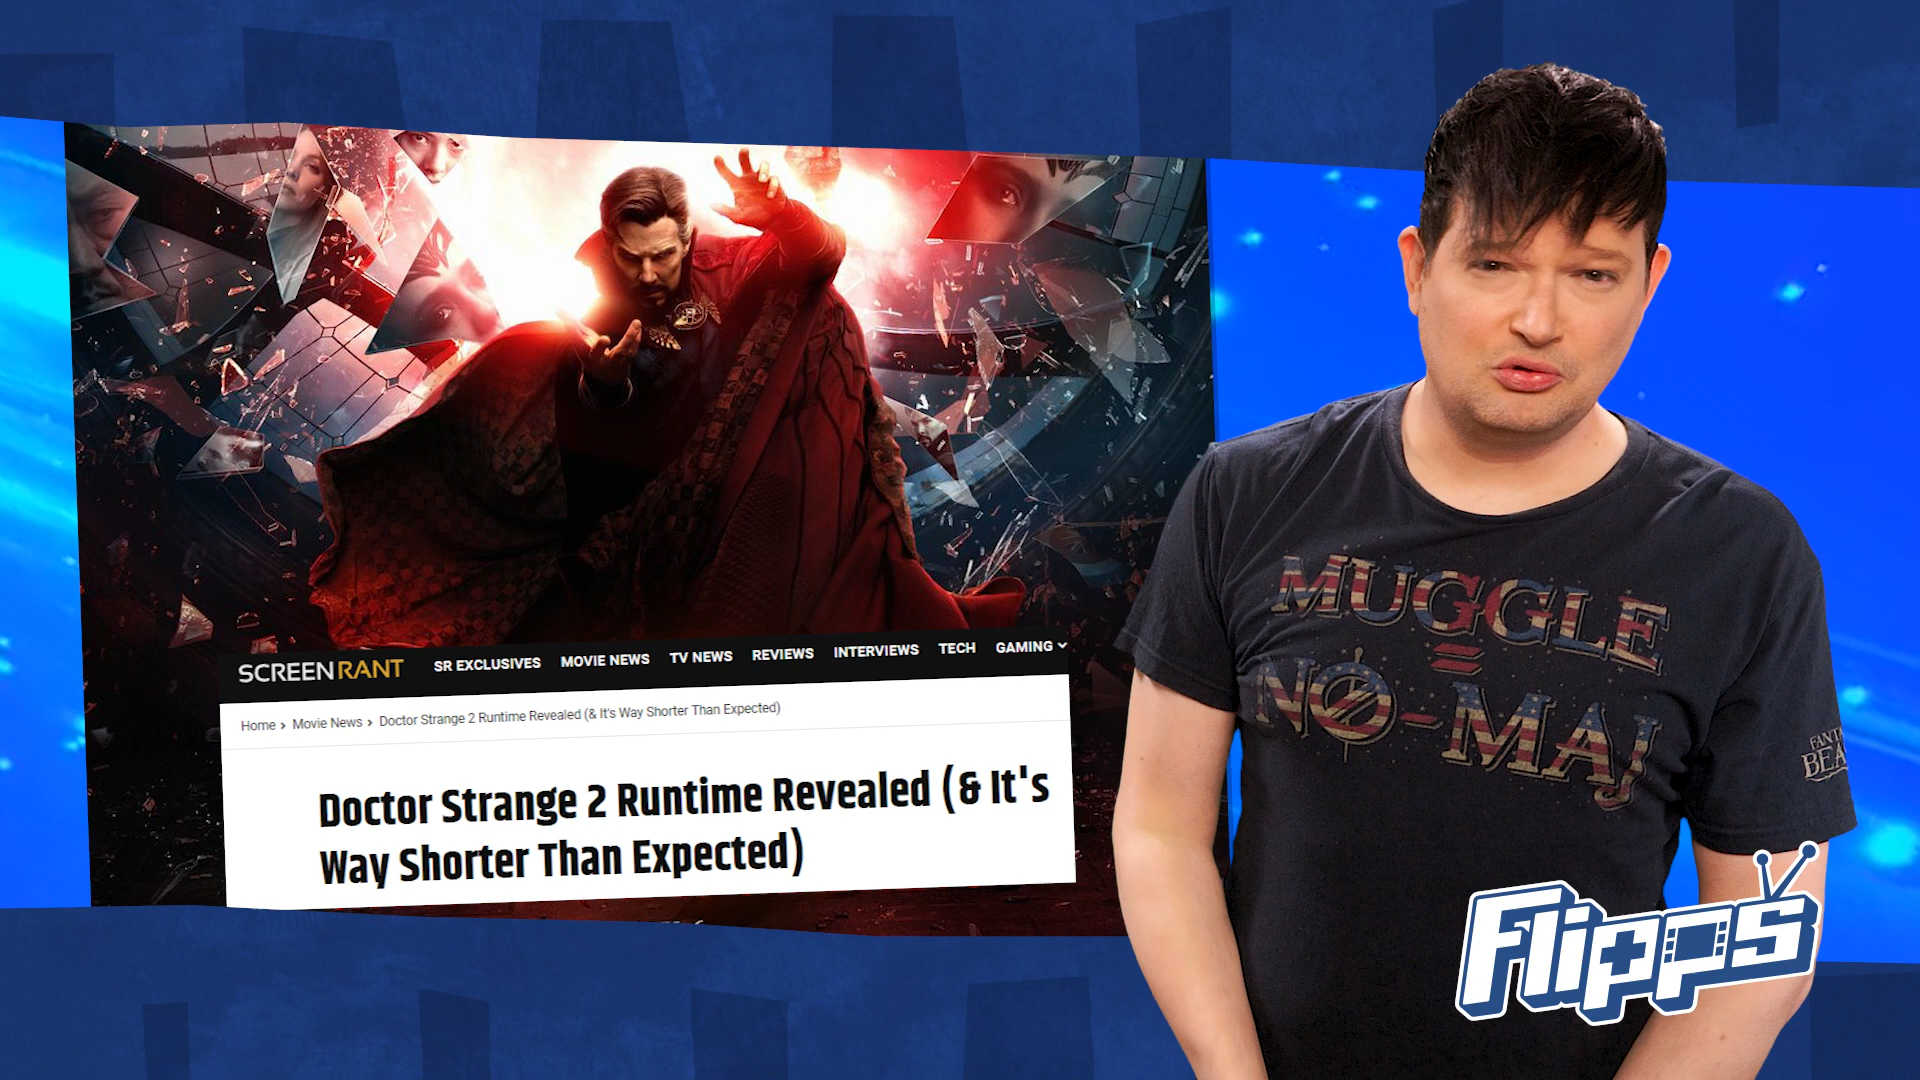 SCREENRANT
SR EXCLUSIVES MOVIE NEWS TV NEWS REVIEWS INTERVIEWS TECH GAMING
Home › Movie News › Doctor Strange 2 Runtime Revealed (& It's Way Shorter Than Expected)
Doctor Strange 2 Runtime Revealed (& It's
Way Shorter Than Expected)
MUGGLE
=
NO-MAJ
Flipps